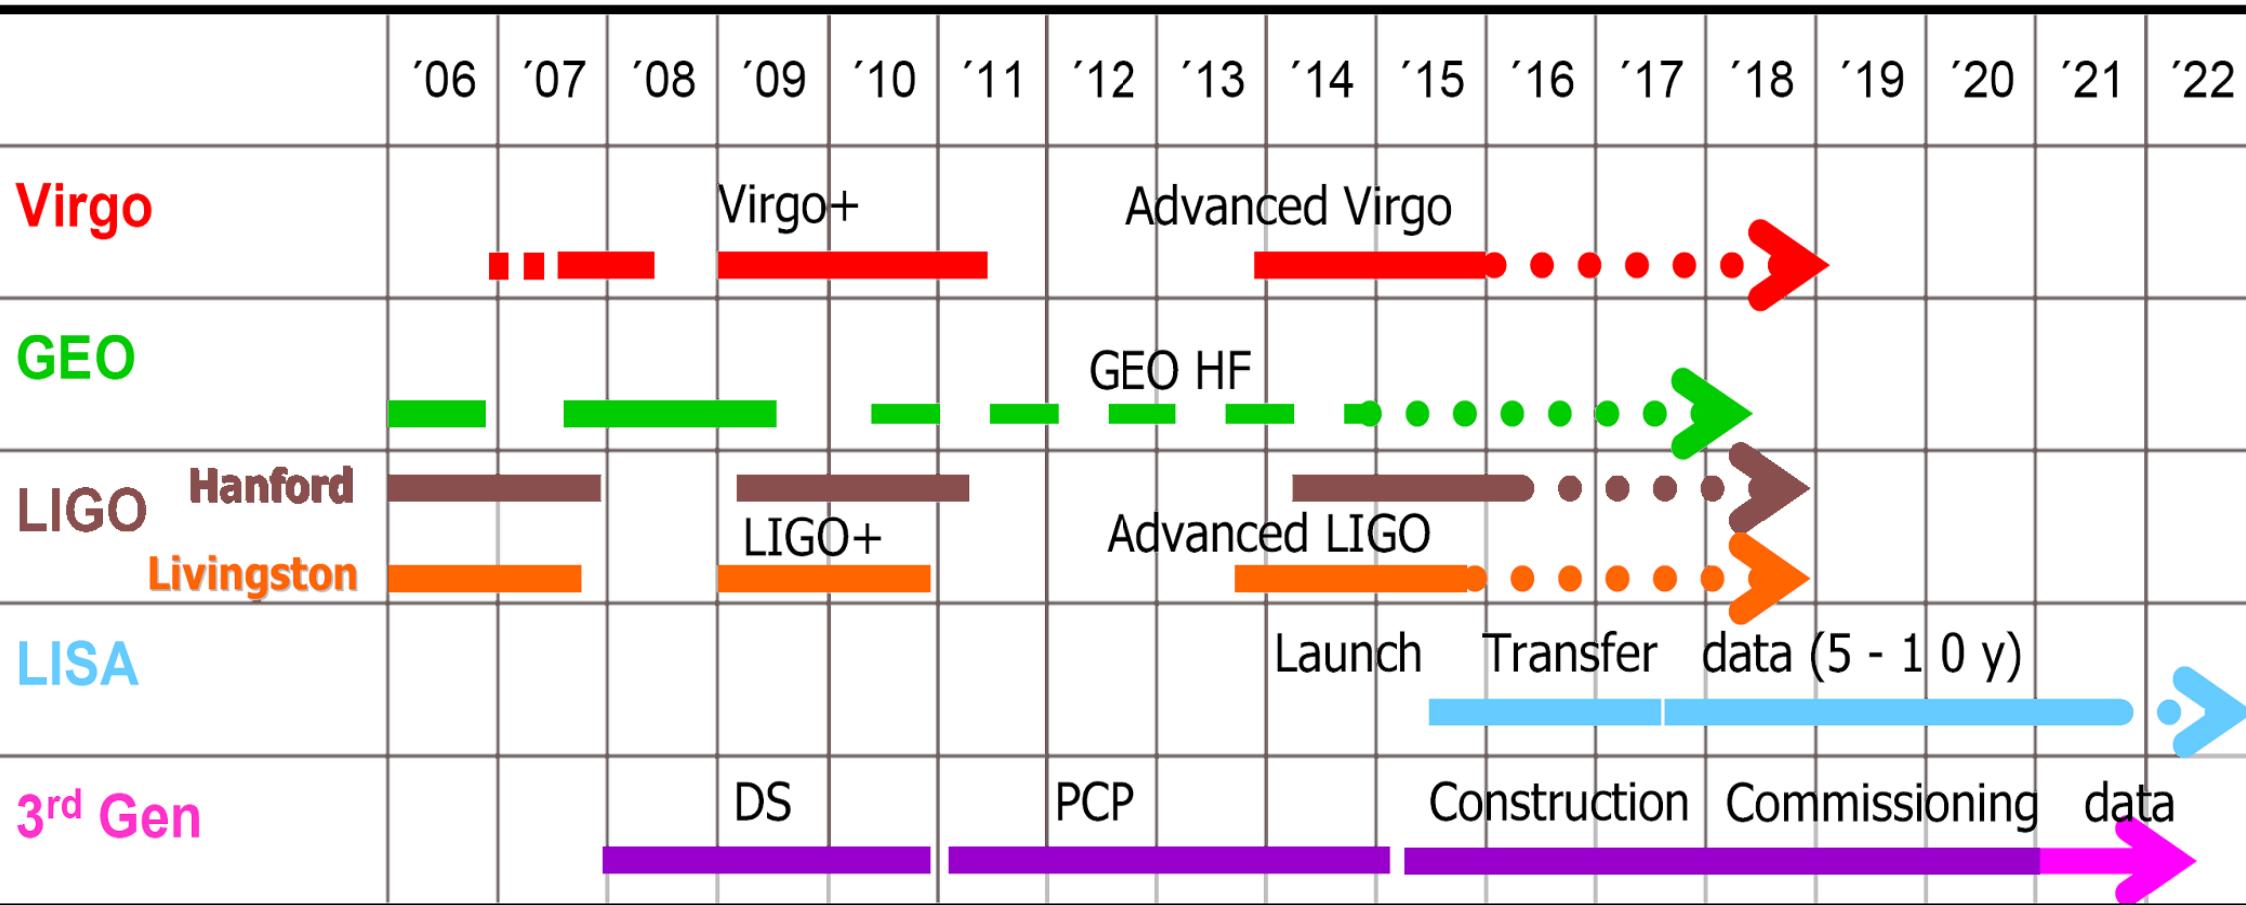 ´06 ´07 ´08 ´09 ´10 ´11 ´12 ´13 ´14 ´15 ´16 ´17 ´18 ´19 ´20 ´21 ´22
Virgo
Virgo+ Advanced Virgo
GEO
GEO HF
LIGO
Hanford
LIGO+ Advanced LIGO
Livingston
LISA
Launch Transfer data (5 - 1 0 y)
3rd Gen
DS PCP Construction Commissioning data